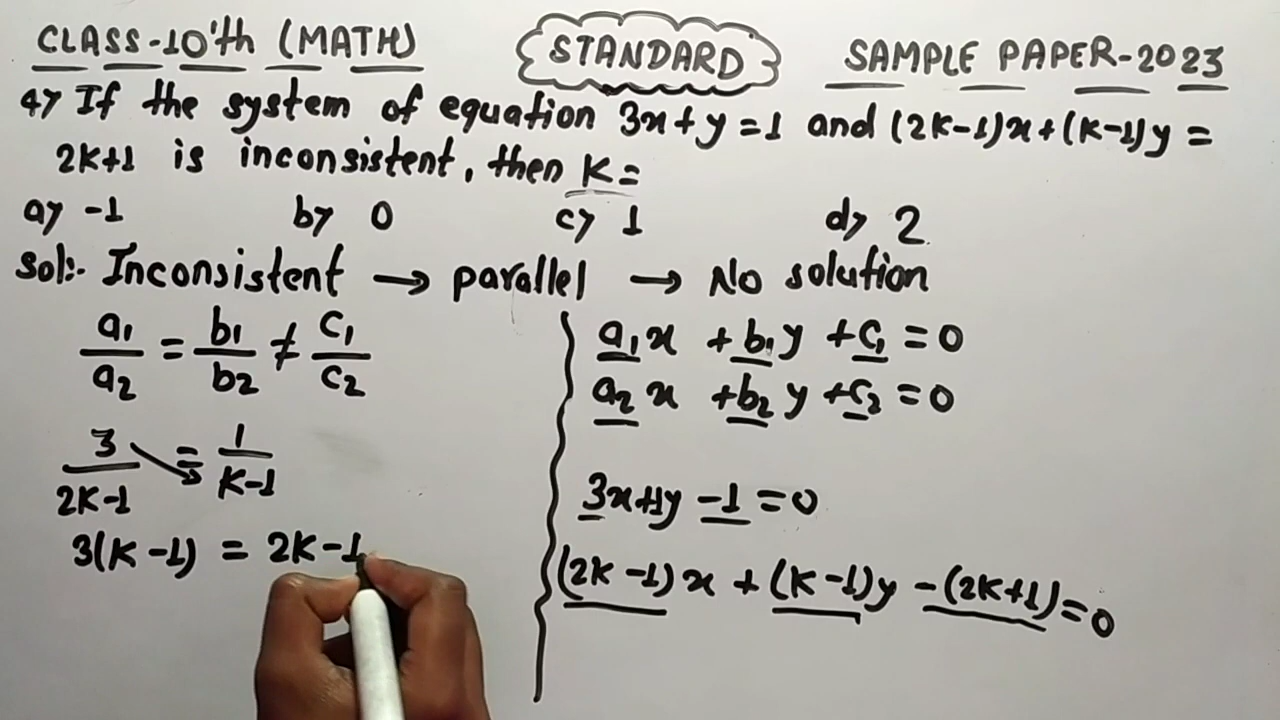 CLASS-10'th (MATH) STANDARD SAMPLE PAPER-2023
4> If the system of equation 3x+y=1 and (2K-1)x+(K-1)y=
2K+1 is inconsistent, then K=
a> -1 b> 0 c> 1 d> 2
Sol:- Inconsistent → parallel → No solution
a₁/a₂ = b₁/b₂ ≠ c₁/c₂
3/2K-1 = 1/K-1
3(K-1) = 2K-1
a₁x +b₁y +c₁ =0
a₂x +b₂y +c₂ =0
3x+1y -1 =0
(2K-1)x + (K-1)y -(2K+1)=0